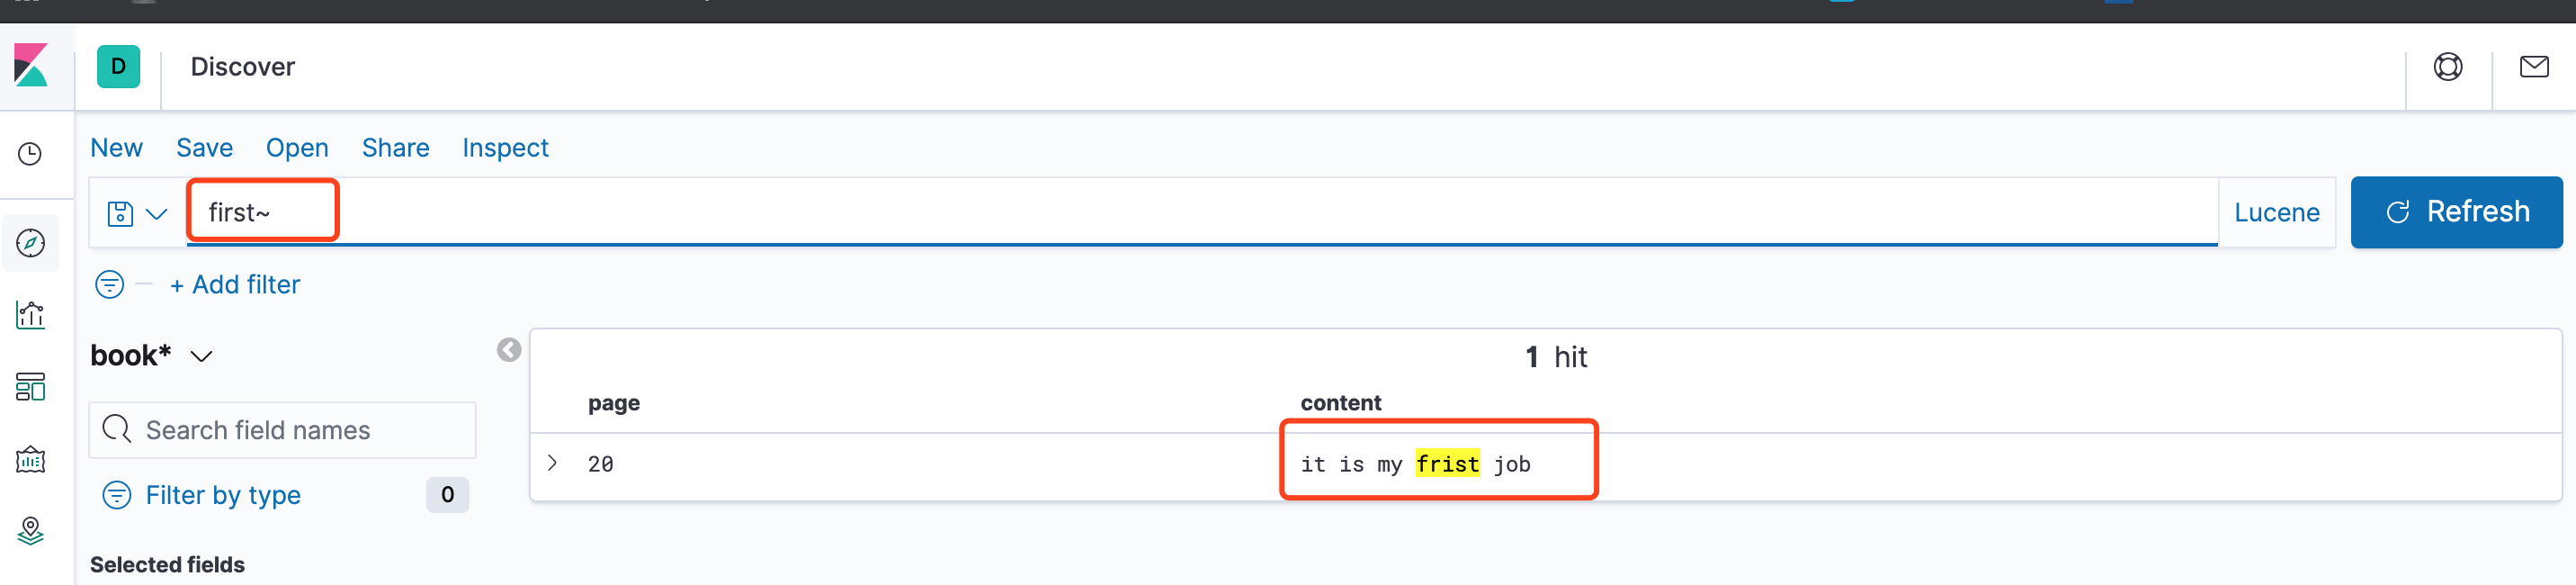 D Discover
New Save Open Share Inspect
first~ Lucene Refresh
+ Add filter
book* 1 hit
page content
Search field names
20 it is my frist job
Filter by type 0
Selected fields